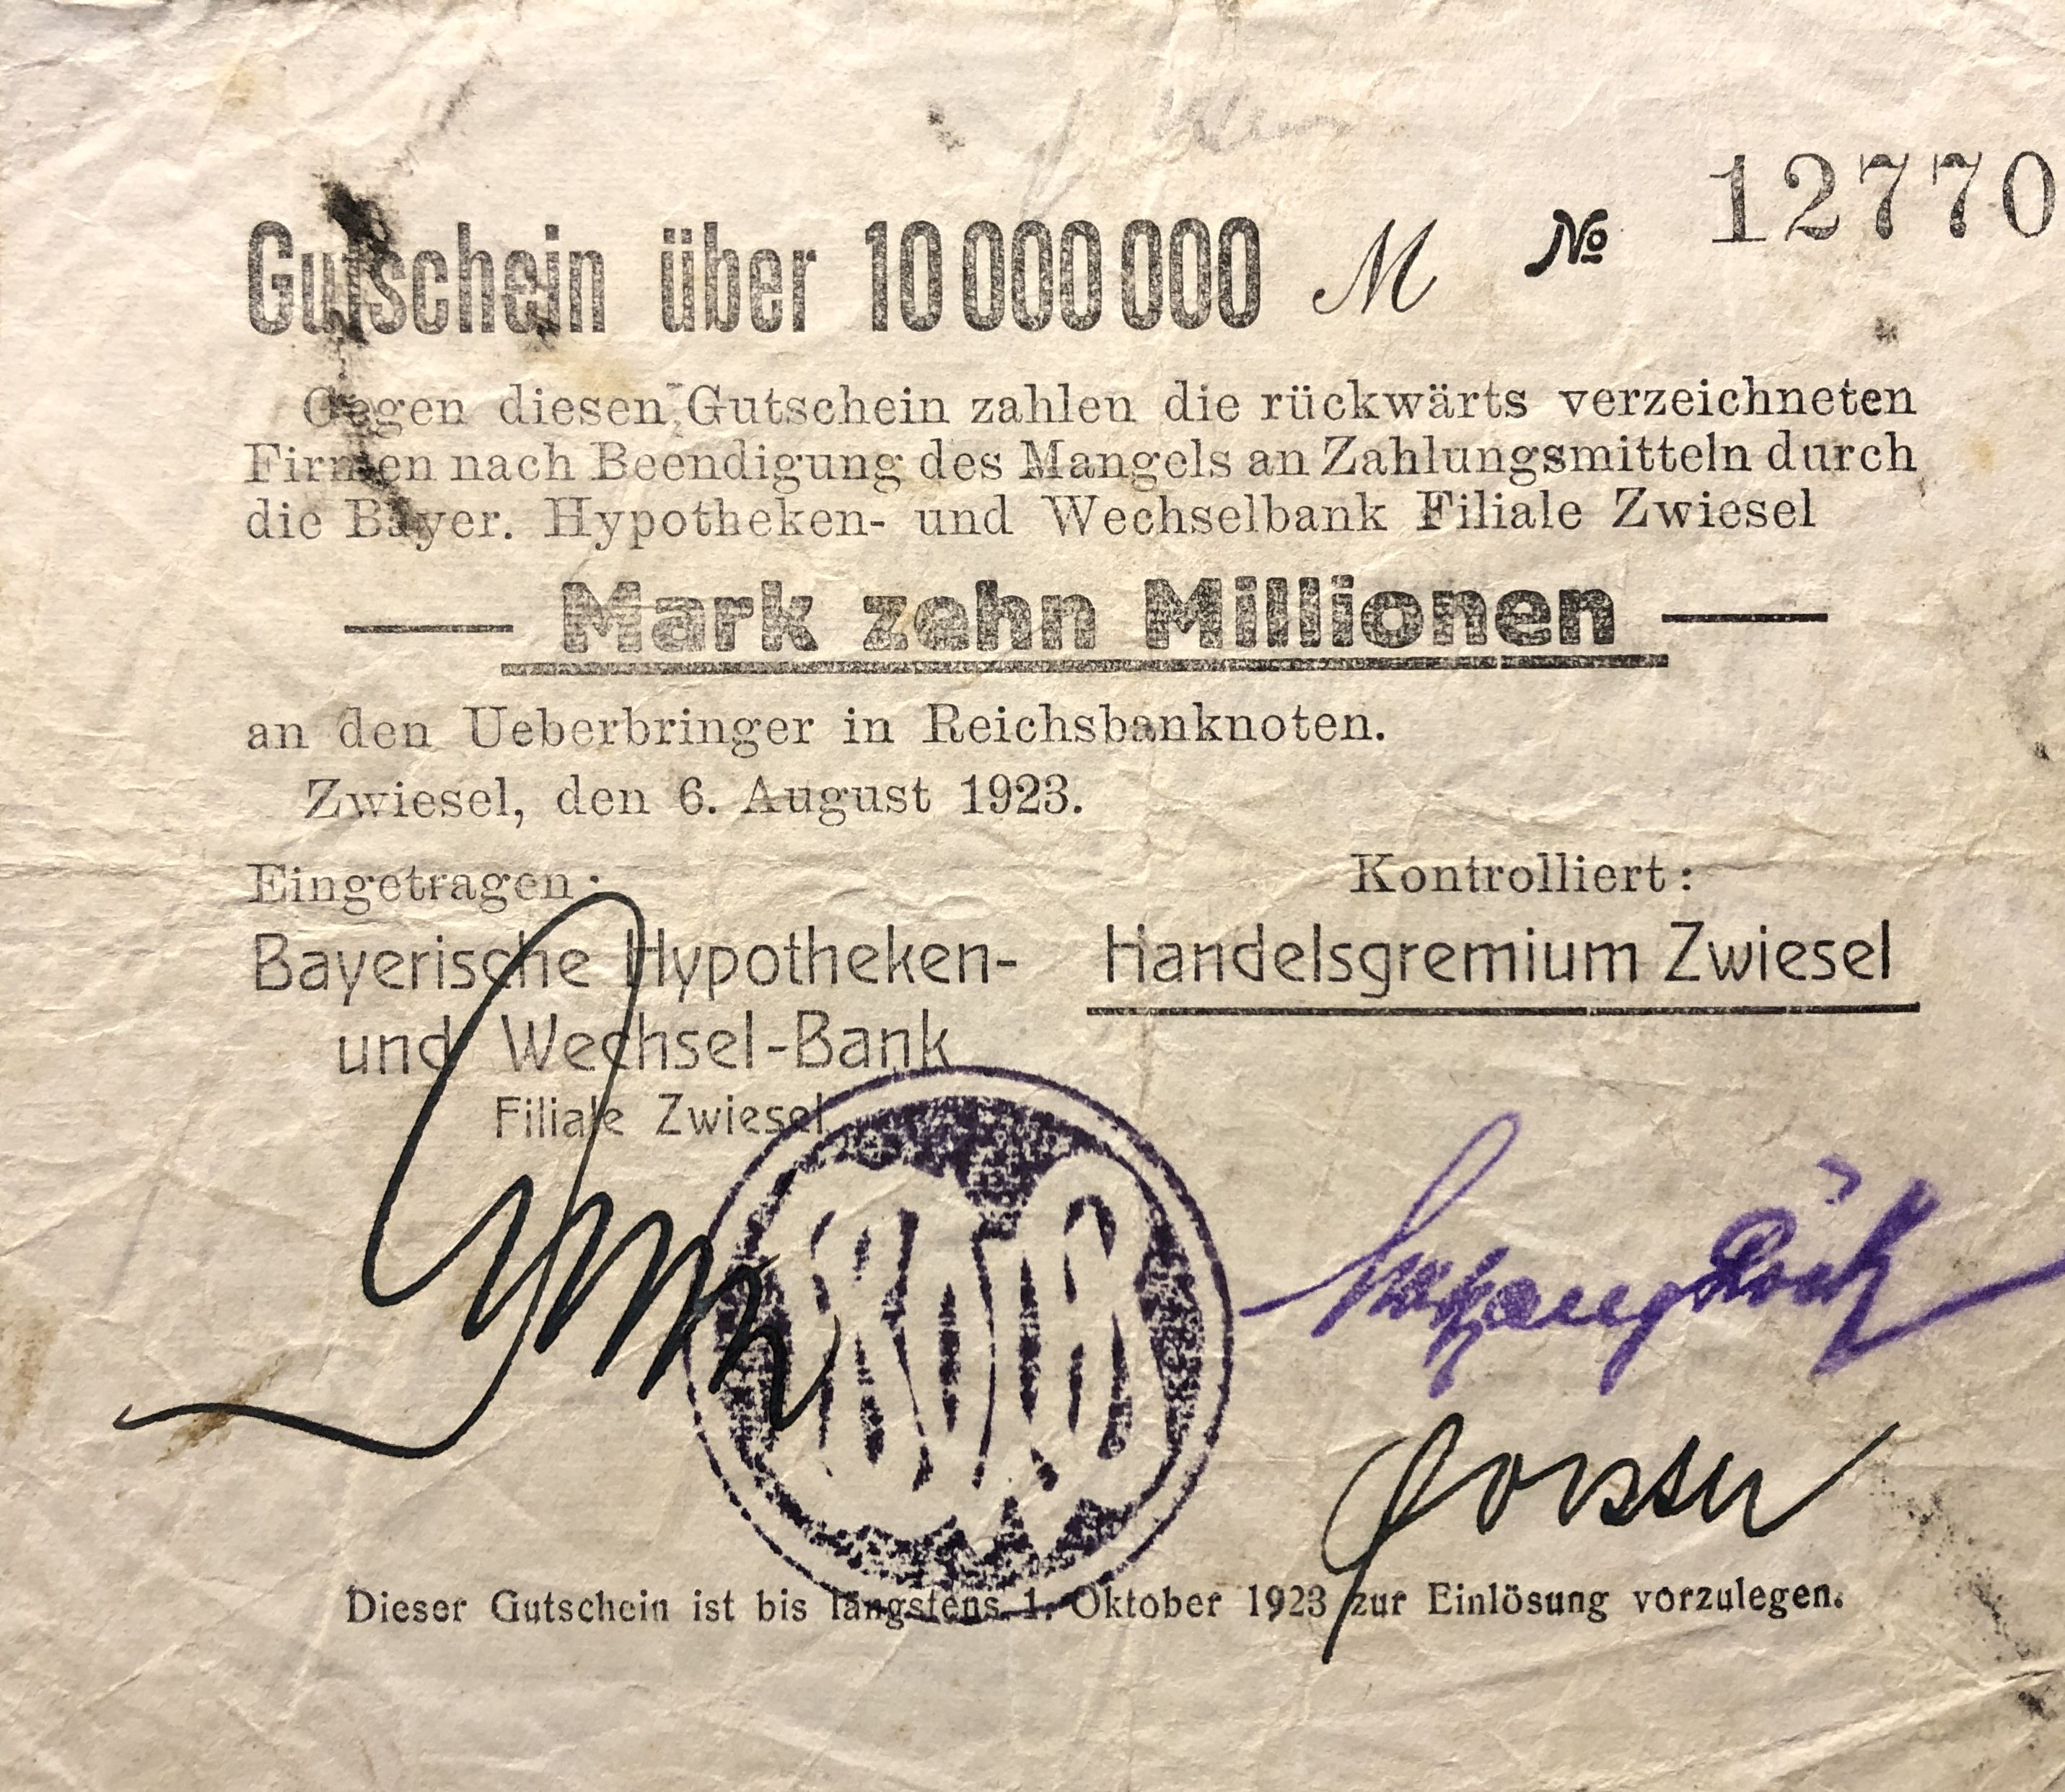 Gutschein über 10 000 000 M № 12770
Gegen diesen Gutschein zahlen die rückwärts verzeichneten
Firmen nach Beendigung des Mangels an Zahlungsmitteln durch
die Bayer. Hypotheken- und Wechselbank Filiale Zwiesel
— Mark zehn Millionen —
an den Ueberbringer in Reichsbanknoten.
Zwiesel, den 6. August 1923.
Eingetragen:
Bayerische Hypotheken-
und Wechsel-Bank
Filiale Zwiesel
Kontrolliert:
Handelsgremium Zwiesel
Dieser Gutschein ist bis längstens 1. Oktober 1923 zur Einlösung vorzulegen.